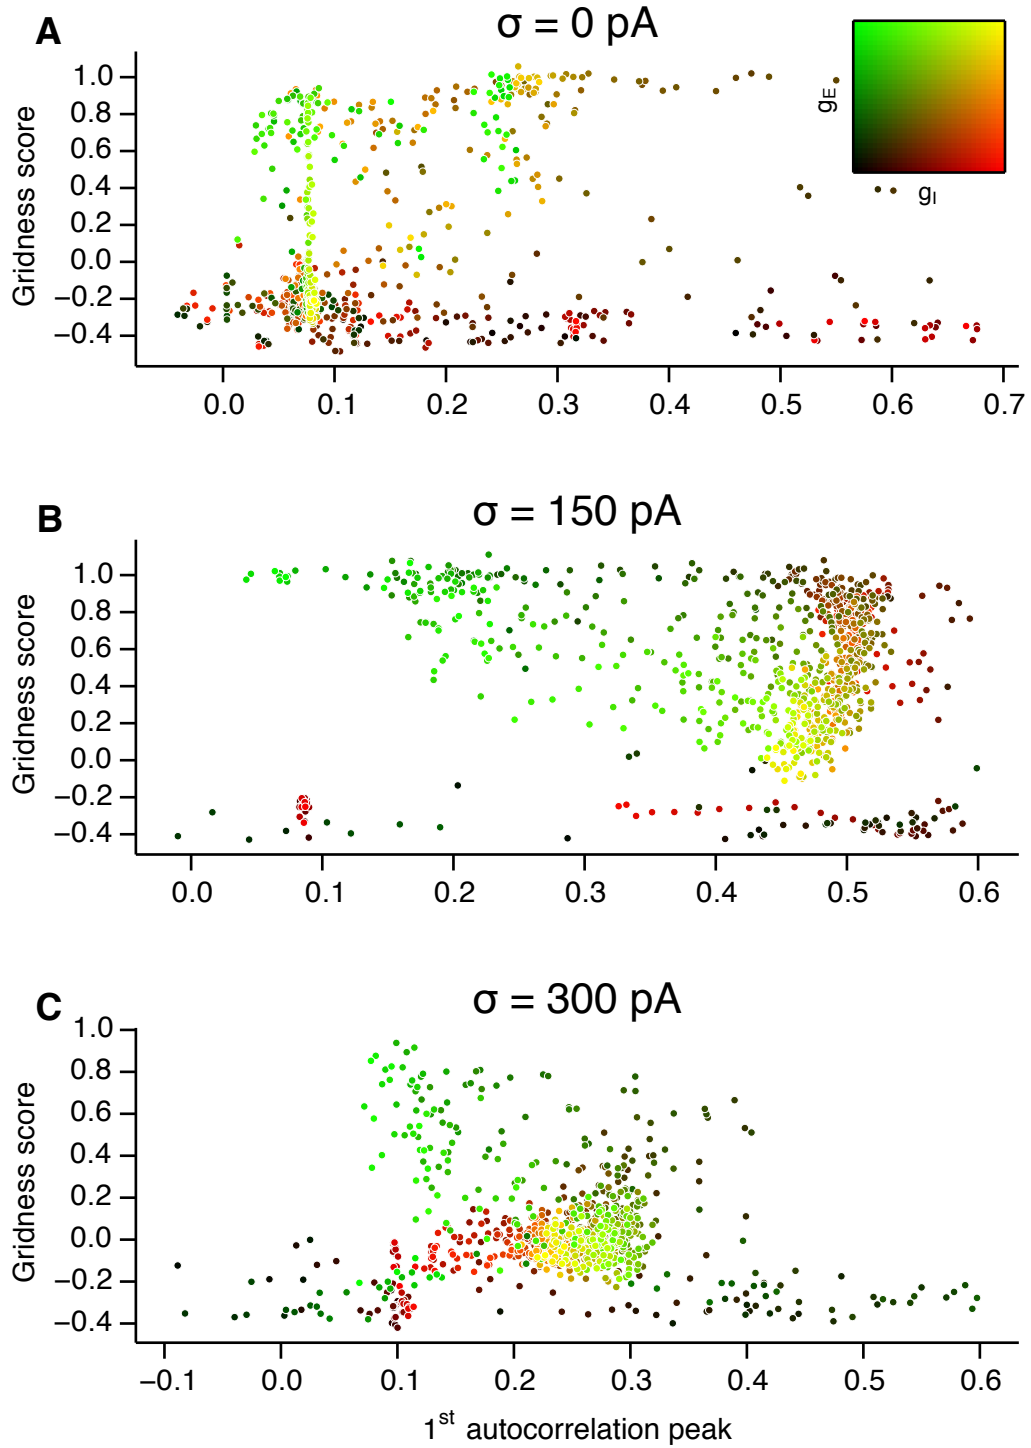 A
σ = 0 pA
Gridness score
1.0
0.8
0.6
0.4
0.2
0.0
−0.2
−0.4
0.0 0.1 0.2 0.3 0.4 0.5 0.6 0.7
gE
gI
B
σ = 150 pA
Gridness score
1.0
0.8
0.6
0.4
0.2
0.0
−0.2
−0.4
0.0 0.1 0.2 0.3 0.4 0.5 0.6
C
σ = 300 pA
Gridness score
1.0
0.8
0.6
0.4
0.2
0.0
−0.2
−0.4
−0.1 0.0 0.1 0.2 0.3 0.4 0.5 0.6
1st autocorrelation peak